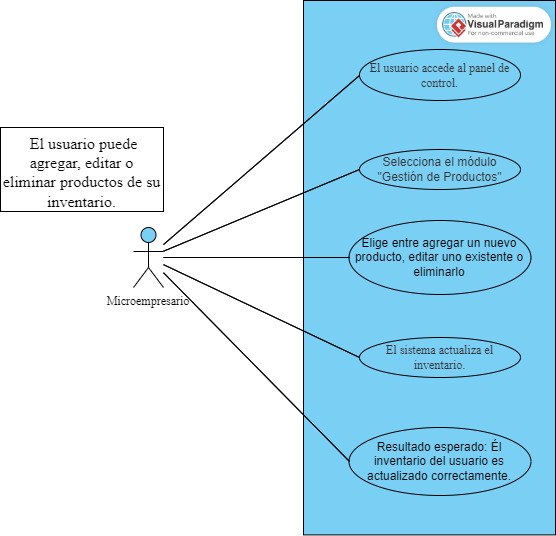 Made with
Visual Paradigm
For non-commercial use
El usuario accede al panel de
control.
El usuario puede
agregar, editar o
eliminar productos de su
inventario.
Selecciona el módulo
"Gestión de Productos"
Elige entre agregar un nuevo
producto, editar uno existente o
eliminarlo
Microempresario
El sistema actualiza el
inventario.
Resultado esperado: Él
inventario del usuario es
actualizado correctamente.